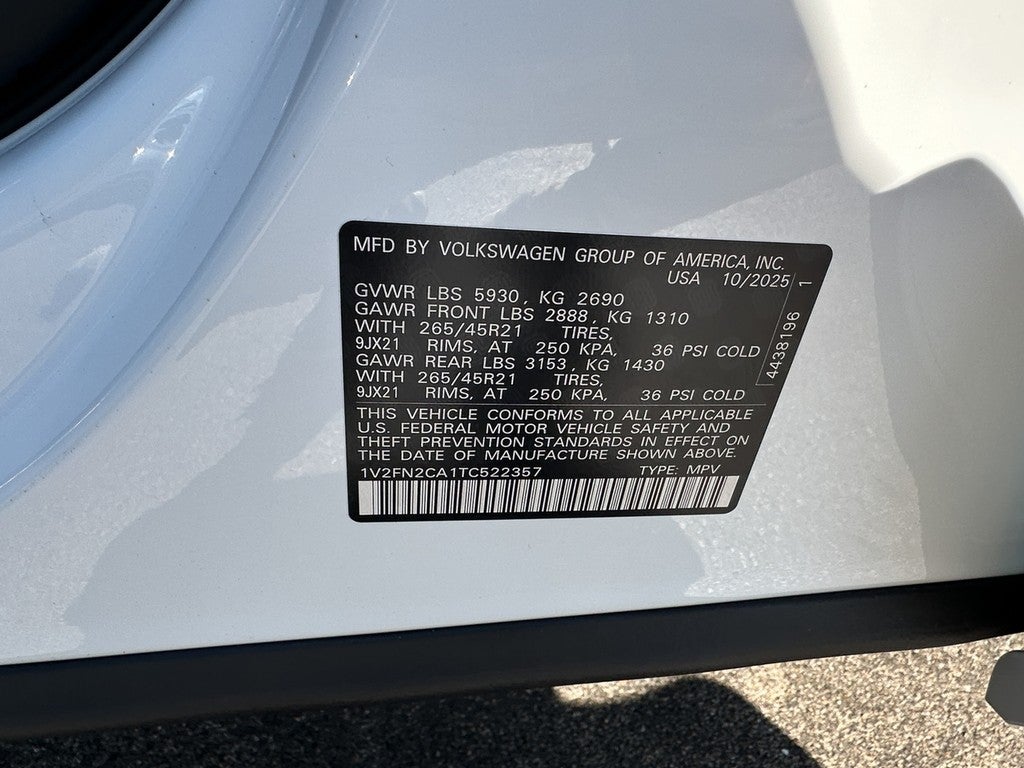 MFD BY VOLKSWAGEN GROUP OF AMERICA, INC.
USA 10/2025
GVWR LBS 5930, KG 2690
GAWR FRONT LBS 2888, KG 1310
WITH 265/45R21 TIRES,
9JX21 RIMS, AT 250 KPA, 36 PSI COLD
GAWR REAR LBS 3153, KG 1430
WITH 265/45R21 TIRES,
9JX21 RIMS, AT 250 KPA, 36 PSI COLD
4438196 1
THIS VEHICLE CONFORMS TO ALL APPLICABLE
U.S. FEDERAL MOTOR VEHICLE SAFETY AND
THEFT PREVENTION STANDARDS IN EFFECT ON
THE DATE OF MANUFACTURE SHOWN ABOVE.
1V2FN2CA1TC522357 TYPE: MPV